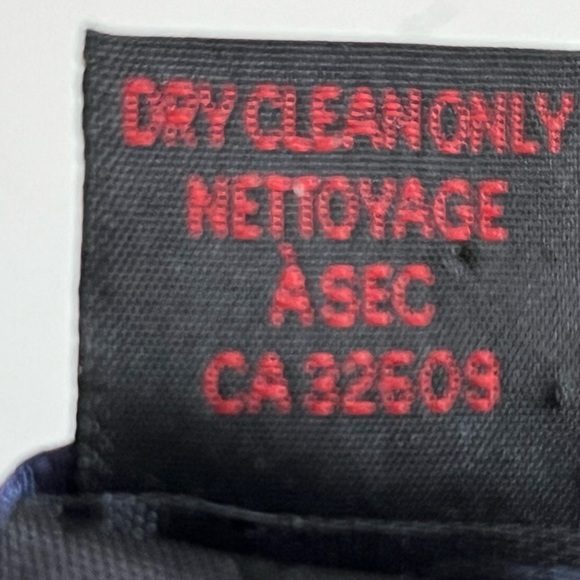 DRY CLEAN ONLY
NETTOYAGE
À SEC
CA 32609